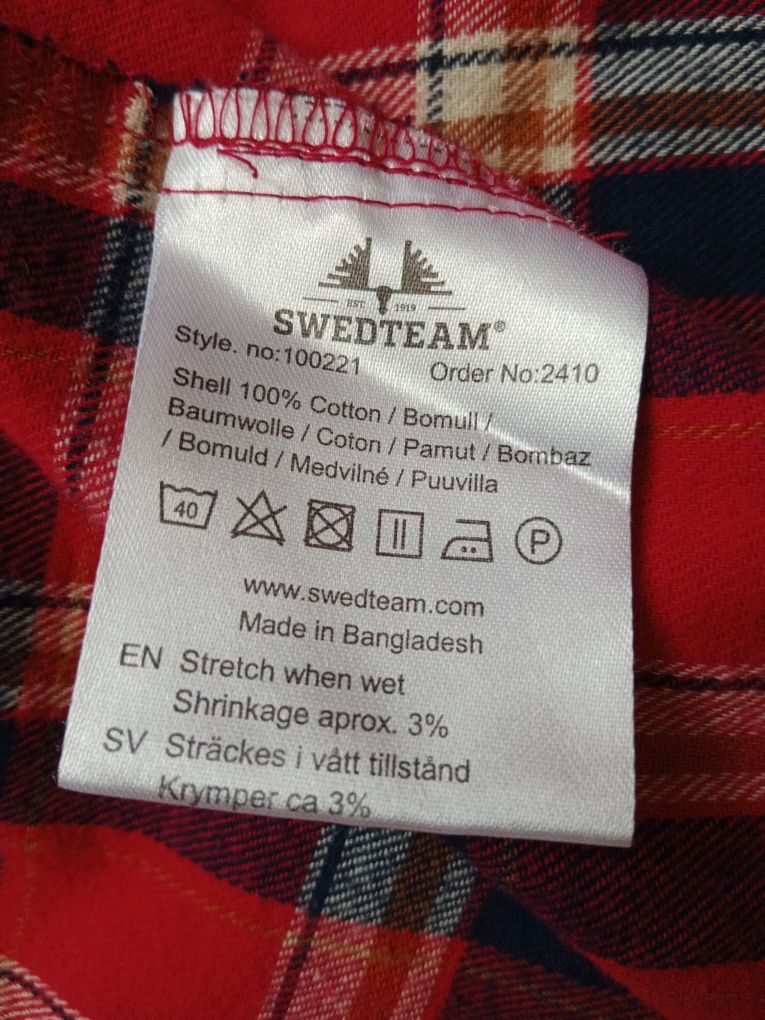 EST. 1919
SWEDTEAM®
Style. no:100221 Order No:2410
Shell 100% Cotton / Bomull /
Baumwolle / Coton / Pamut / Bombaz
/ Bomuld / Medvilné / Puuvilla
40 P
www.swedteam.com
Made in Bangladesh
EN Stretch when wet
Shrinkage aprox. 3%
SV Sträckes i vått tillstånd
Krymper ca 3%